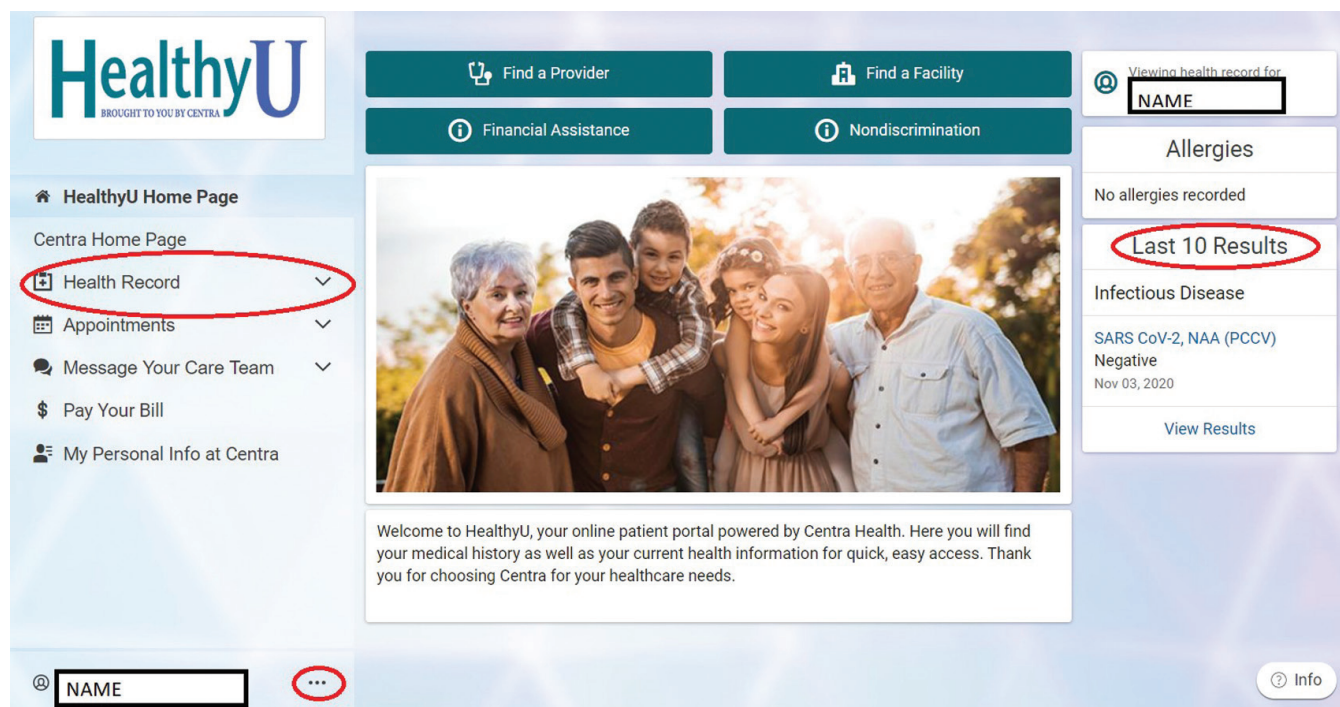 HealthyU
BROUGHT TO YOU BY CENTRA
HealthyU Home Page
Centra Home Page
Health Record
Appointments
Message Your Care Team
$ Pay Your Bill
My Personal Info at Centra
NAME
...
Find a Provider
Find a Facility
Financial Assistance
Nondiscrimination
Welcome to HealthyU, your online patient portal powered by Centra Health. Here you will find
your medical history as well as your current health information for quick, easy access. Thank
you for choosing Centra for your healthcare needs.
Viewing health record for
NAME
Allergies
No allergies recorded
Last 10 Results
Infectious Disease
SARS CoV-2, NAA (PCCV)
Negative
Nov 03, 2020
View Results
? Info